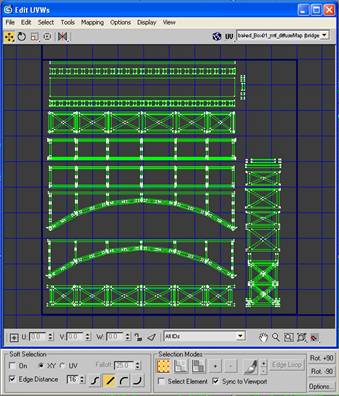 Edit UVWs
File Edit Select Tools Mapping Options Display View
UV baked_Box01_mtl_diffuseMap (bridge
U: 0.0 V: 0.0 W: 0.0 All IDs
Soft Selection Selection Modes Rot. +90
On XY UV Falloff: 25.0 Edge Loop Rot. -90
Edge Distance 16 Select Element Sync to Viewport Options...